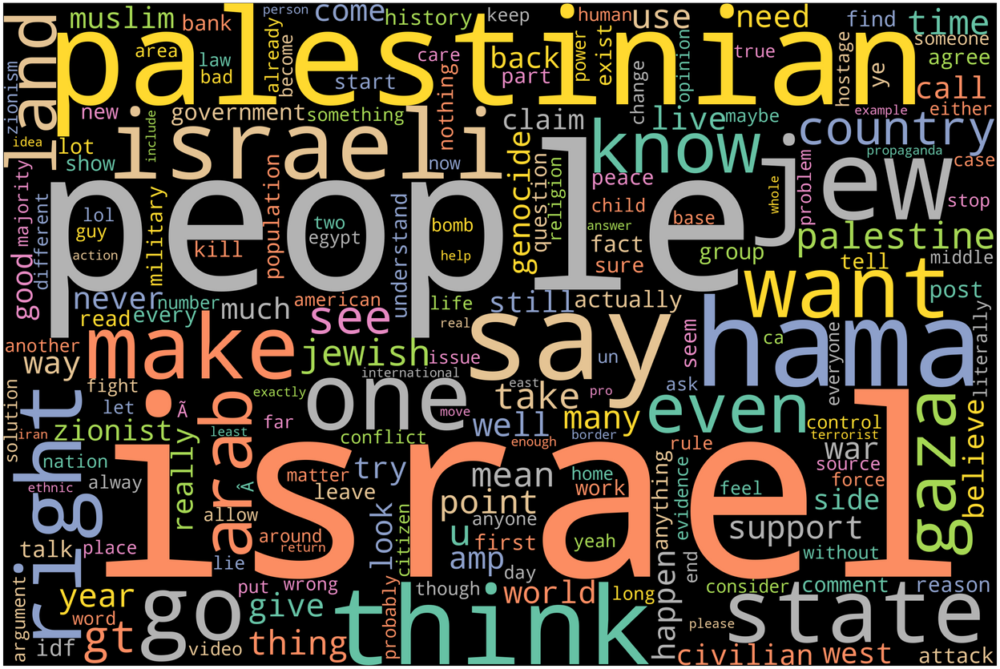 muslim bank come history keep person human use need find time someone
palestinian
land area law bad already become start care back part power exist opinion true hostage ye agree call either
zionism idea new include government something nothing claim change live maybe example country
lot show israeli now genocide question religion know peace jew propaganda case
majority good different lol guy action military kill population two egypt understand bomb help people child answer fact sure base whole problem stop palestine
group tell middle
never number every read much american life real still actually want post
another way make see jewish issue say un seem hama ca everyone literally
fight let international one east take pro ask
solution right iran zionist Ã far exactly least arab conflict move well many even control terrorist
nation ethnic alway really Â matter leave try enough border rule war source force gaza believe
israel mean home work anything evidence feel side
allow point anyone support
talk place lie around return look citizen u first yeah without
amp day happen end
argument year put wrong though world long consider comment reason
word give probably think please state
idf gt go video thing civilian west attack